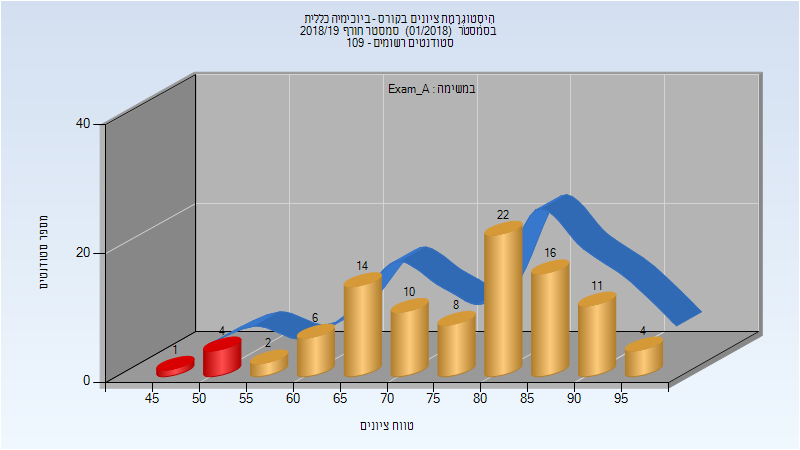 היסטוגרמת ציונים בקורס - ביוכימיה כללית
בסמסטר (01/2018) סמסטר חורף 2018/19
סטודנטים רשומים - 109
במשימה : Exam_A
מספר סטודנטים
40
20
0
1
4
2
6
14
10
8
22
16
11
4
45 50 55 60 65 70 75 80 85 90 95
טווח ציונים